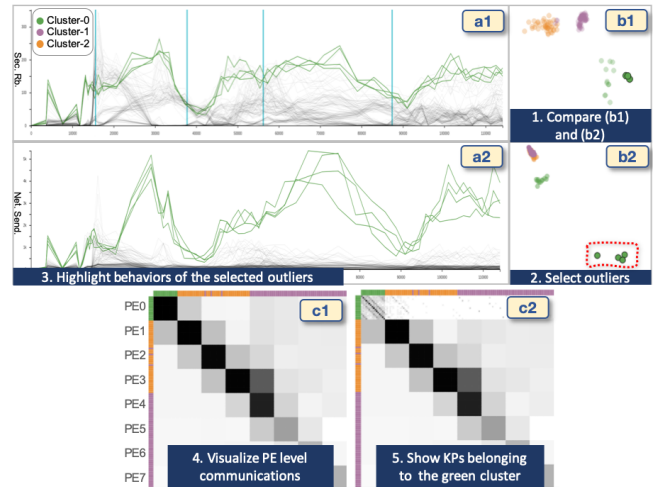 Cluster-0
Cluster-1
Cluster-2
Sec. Rb.
a1
b1
1. Compare (b1)
and (b2)
Net. Send.
a2
b2
3. Highlight behaviors of the selected outliers
2. Select outliers
c1
c2
PE0
PE1
PE2
PE3
PE4
PE5
PE6
PE7
4. Visualize PE level
communications
5. Show KPs belonging
to the green cluster